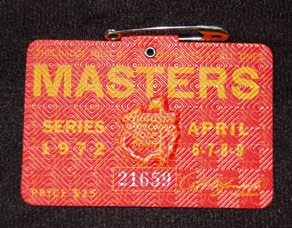 MASTERS
SERIES APRIL
1972 6-7-8-9
21659
PRICE $25